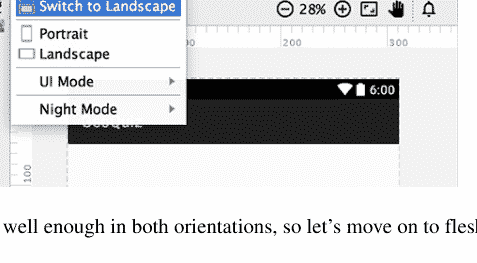 Switch to Landscape
28%
Portrait
Landscape
200
300
UI Mode
Night Mode
6:00
100
well enough in both orientations, so let's move on to